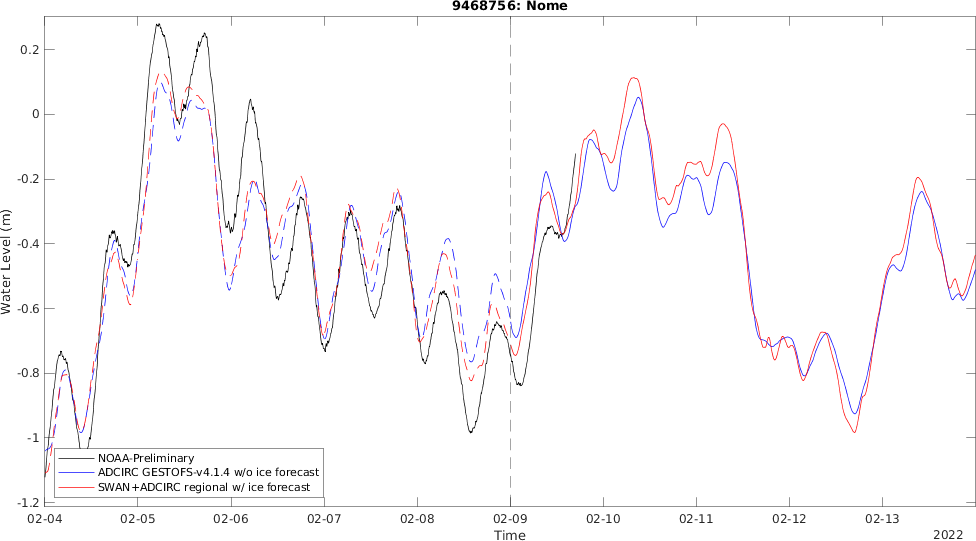 9468756: Nome
Water Level (m)
0.2
0
-0.2
-0.4
-0.6
-0.8
-1
-1.2
NOAA-Preliminary
ADCIRC GESTOFS-v4.1.4 w/o ice forecast
SWAN+ADCIRC regional w/ ice forecast
02-04 02-05 02-06 02-07 02-08 02-09 02-10 02-11 02-12 02-13
Time
2022